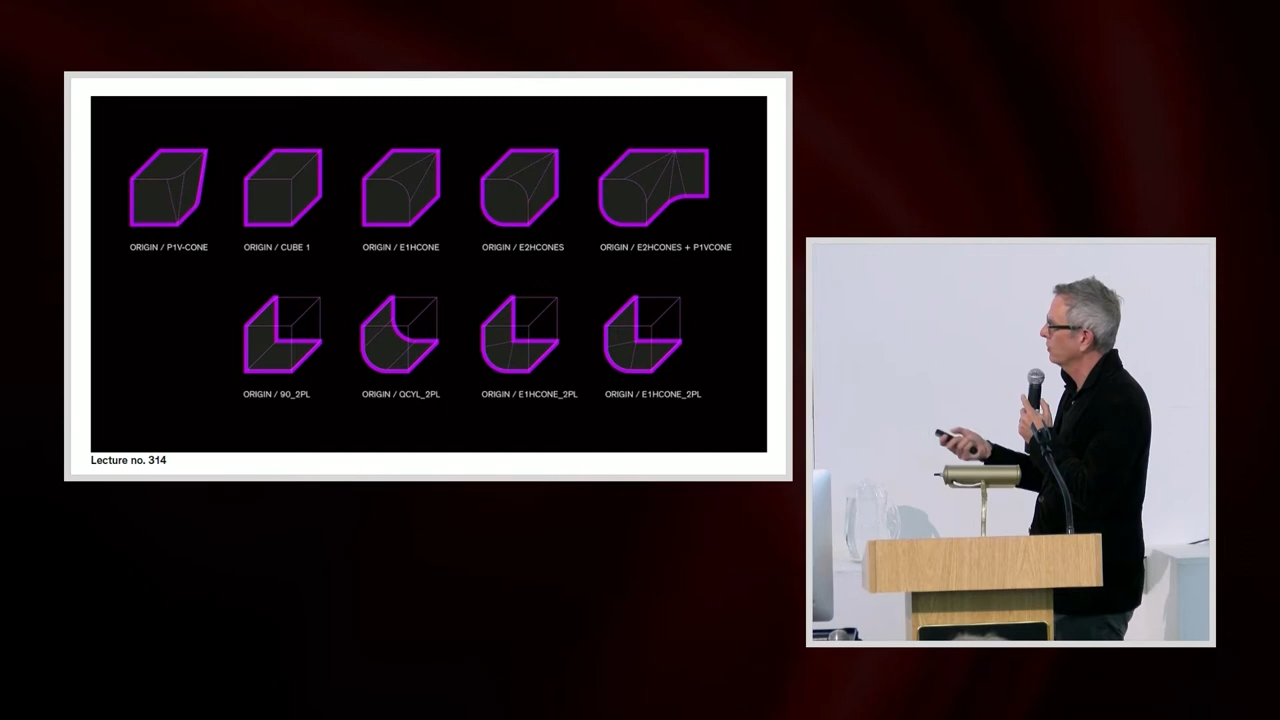 ORIGIN / P1V-CONE
ORIGIN / CUBE 1
ORIGIN / E1HCONE
ORIGIN / E2HCONES
ORIGIN / E2HCONES + P1VCONE
ORIGIN / 90_2PL
ORIGIN / QCYL_2PL
ORIGIN / E1HCONE_2PL
ORIGIN / E1HCONE_2PL
Lecture no. 314